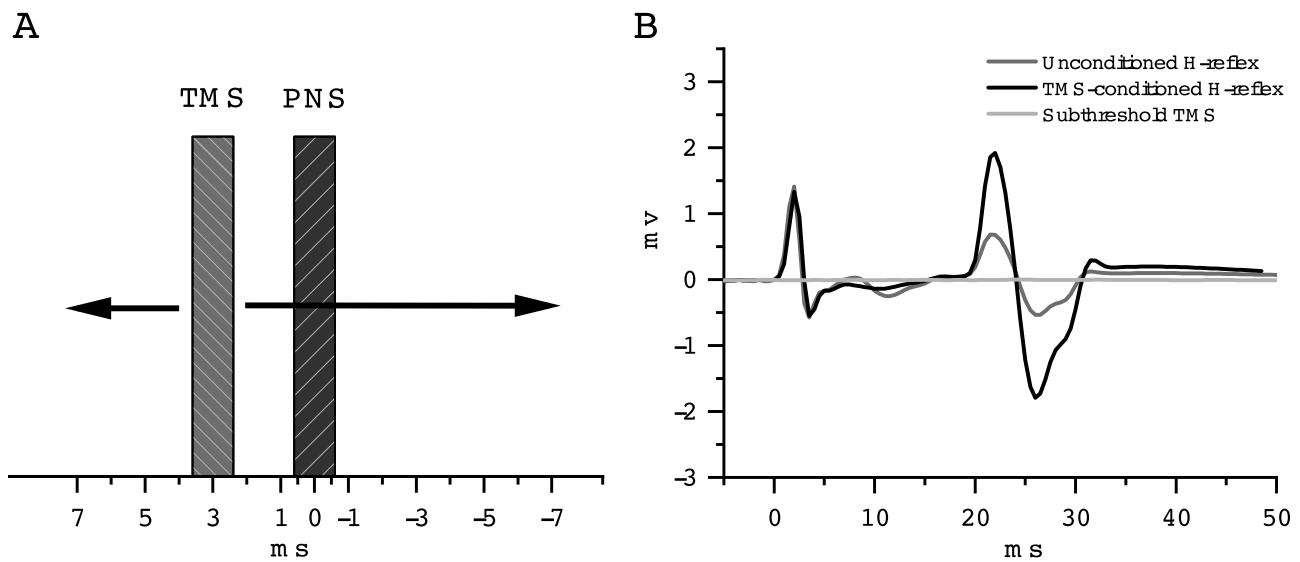 A
TMS PNS
7 5 3 1 0 -1 -3 -5 -7
ms
B
Unconditioned H-reflex
TMS-conditioned H-reflex
Subthreshold TMS
3
2
1
0
-1
-2
-3
mv
0 10 20 30 40 50
ms